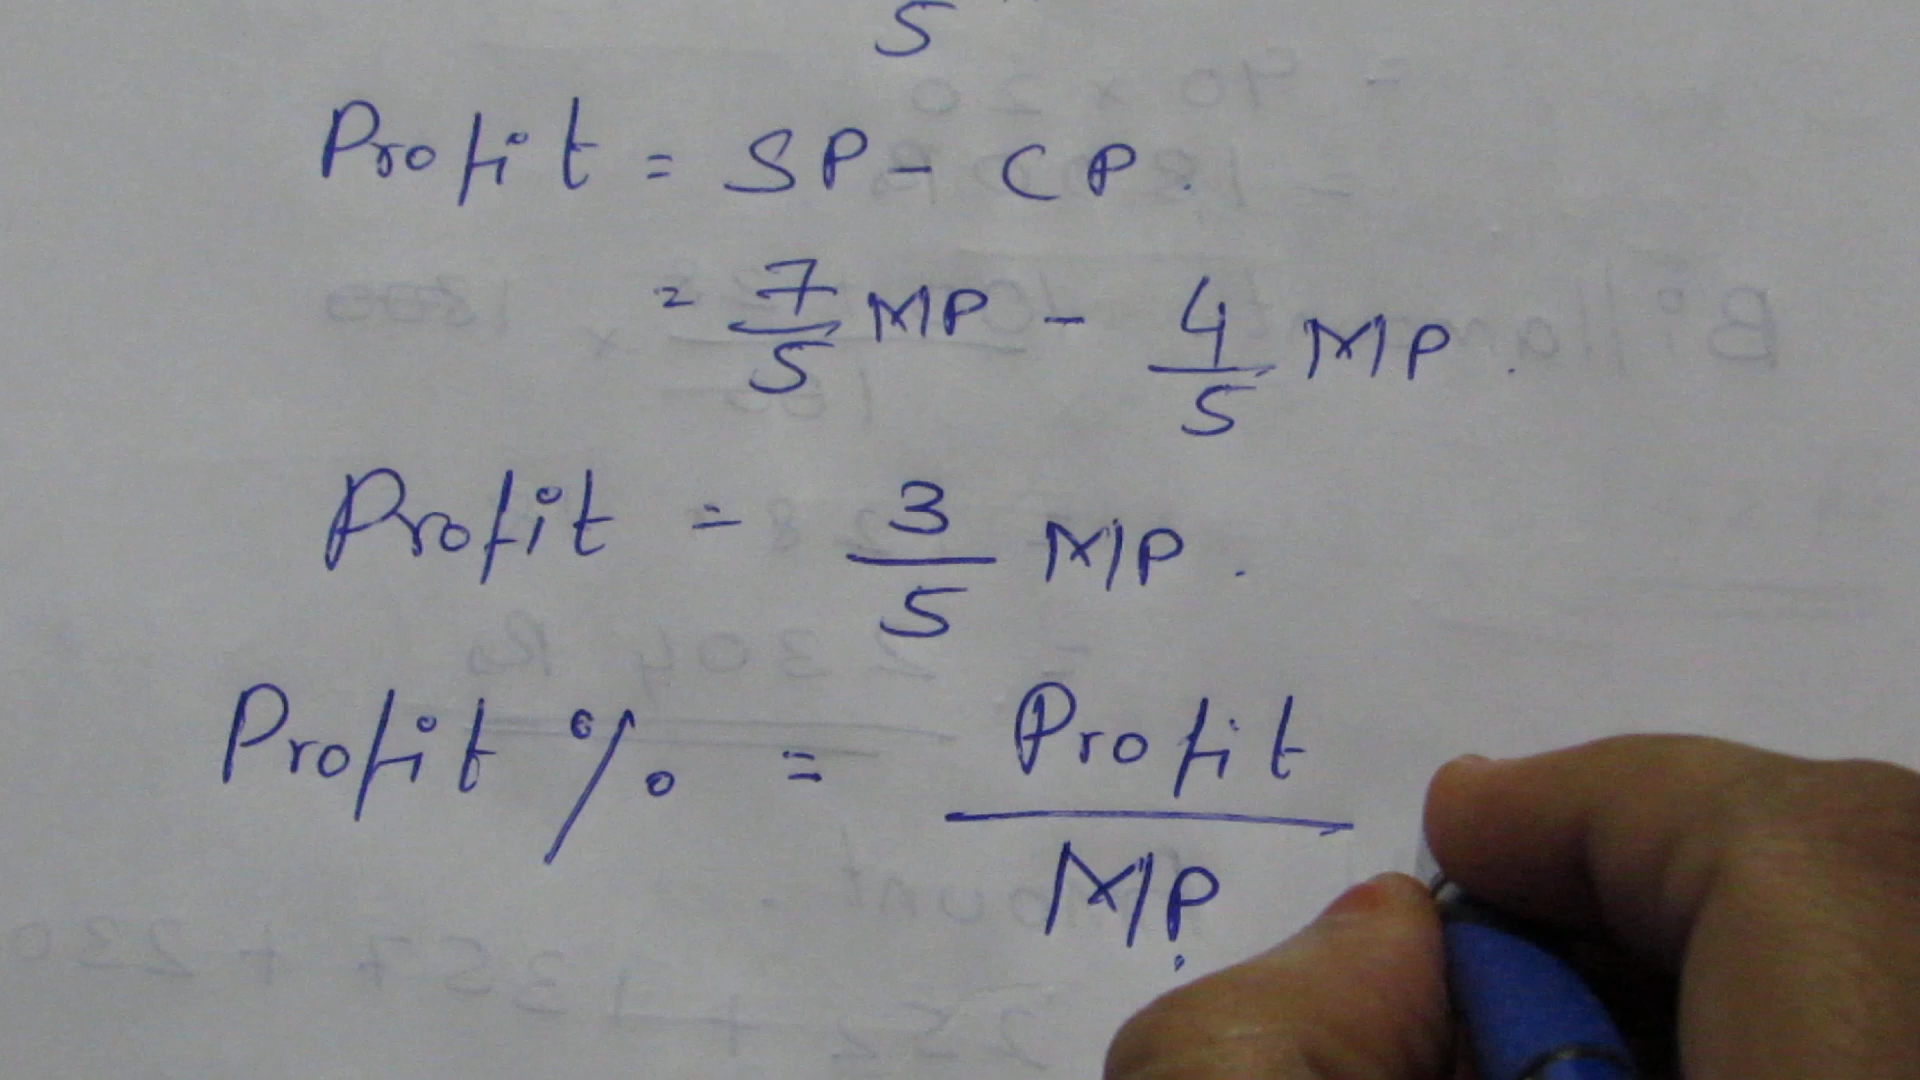 5
Profit = SP - CP.
= 7/5 MP - 4/5 MP.
Profit = 3/5 MP.
Profit % = Profit/MP.